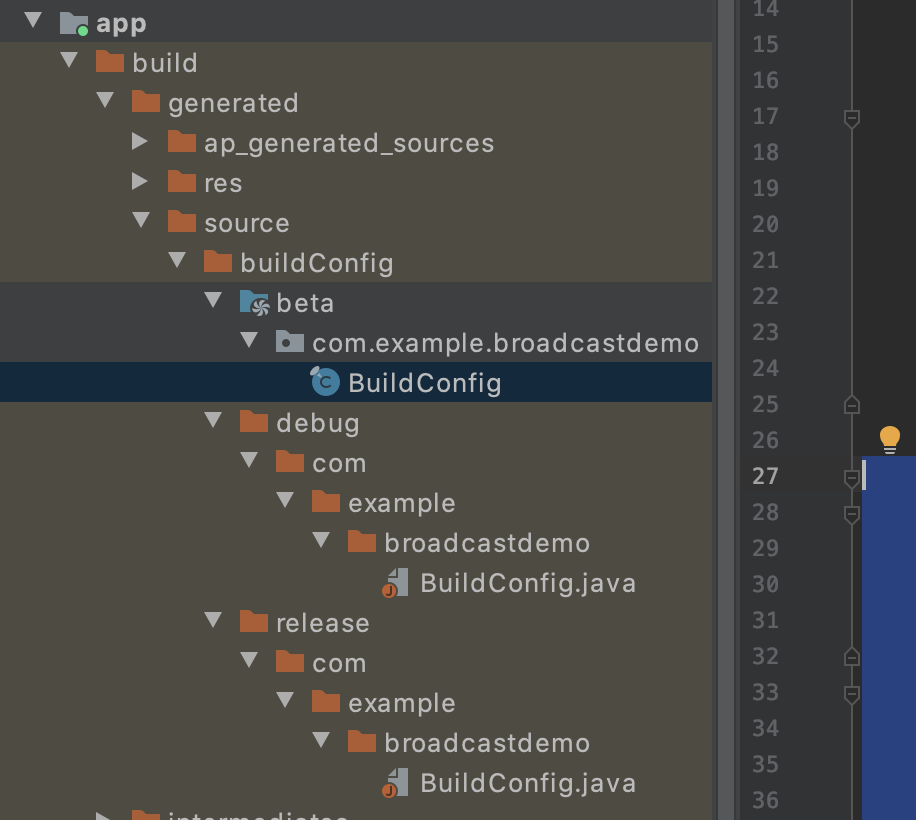 app
build
generated
ap_generated_sources
res
source
buildConfig
beta
com.example.broadcastdemo
BuildConfig
debug
com
example
broadcastdemo
BuildConfig.java
release
com
example
broadcastdemo
BuildConfig.java
intermediates
14
15
16
17
18
19
20
21
22
23
24
25
26
27
28
29
30
31
32
33
34
35
36